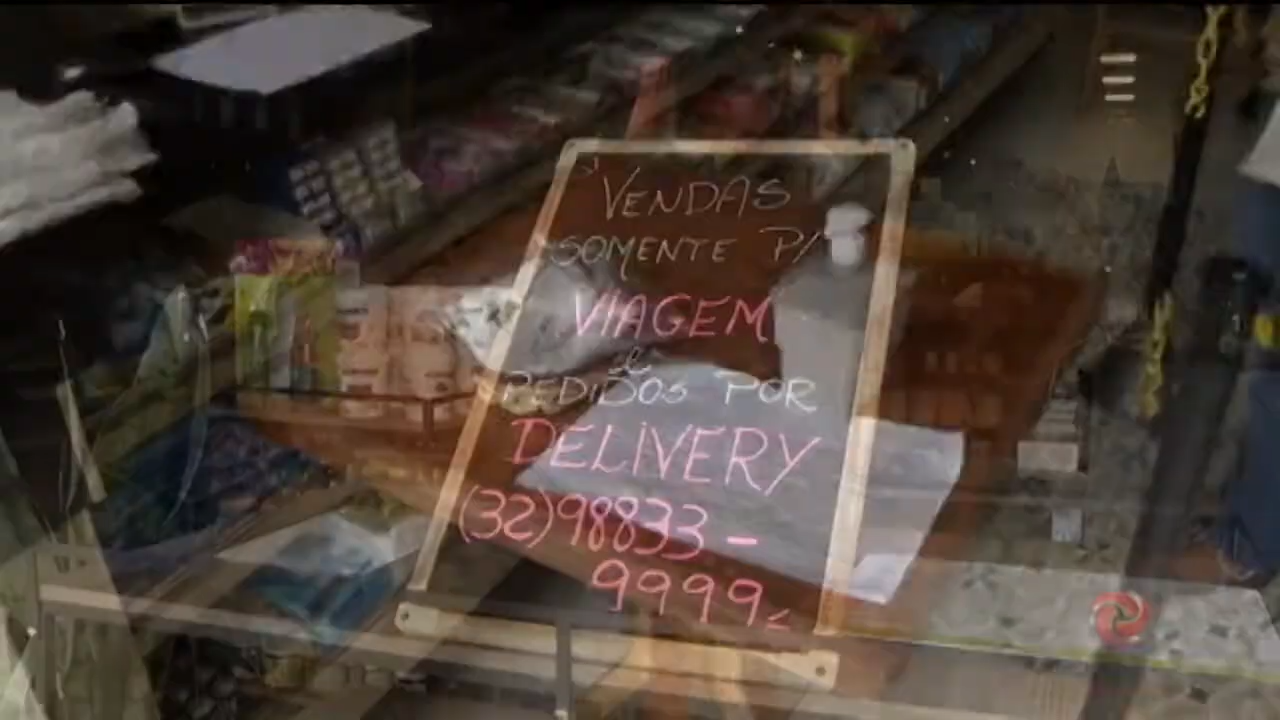 VENDAS
SOMENTE P/
VIAGEM
&
PEDIDOS POR
DELIVERY
(32)98833-
9999